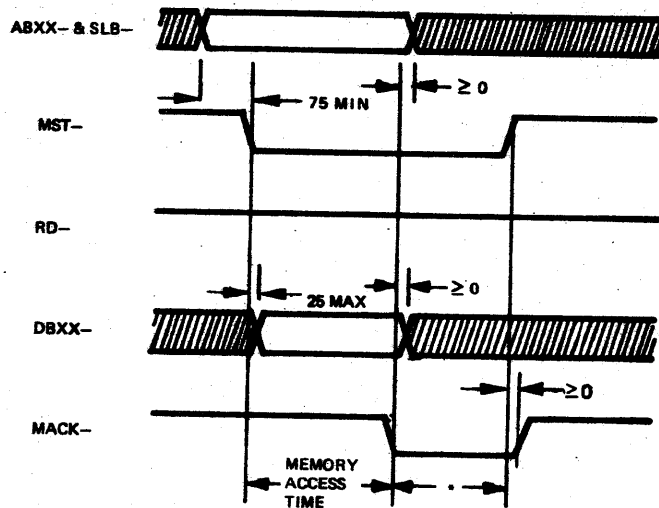 ABXX– & SLB–
75 MIN
≥ 0
MST–
RD–
25 MAX
≥0
DBXX–
≥0
MACK–
MEMORY
ACCESS
TIME
*